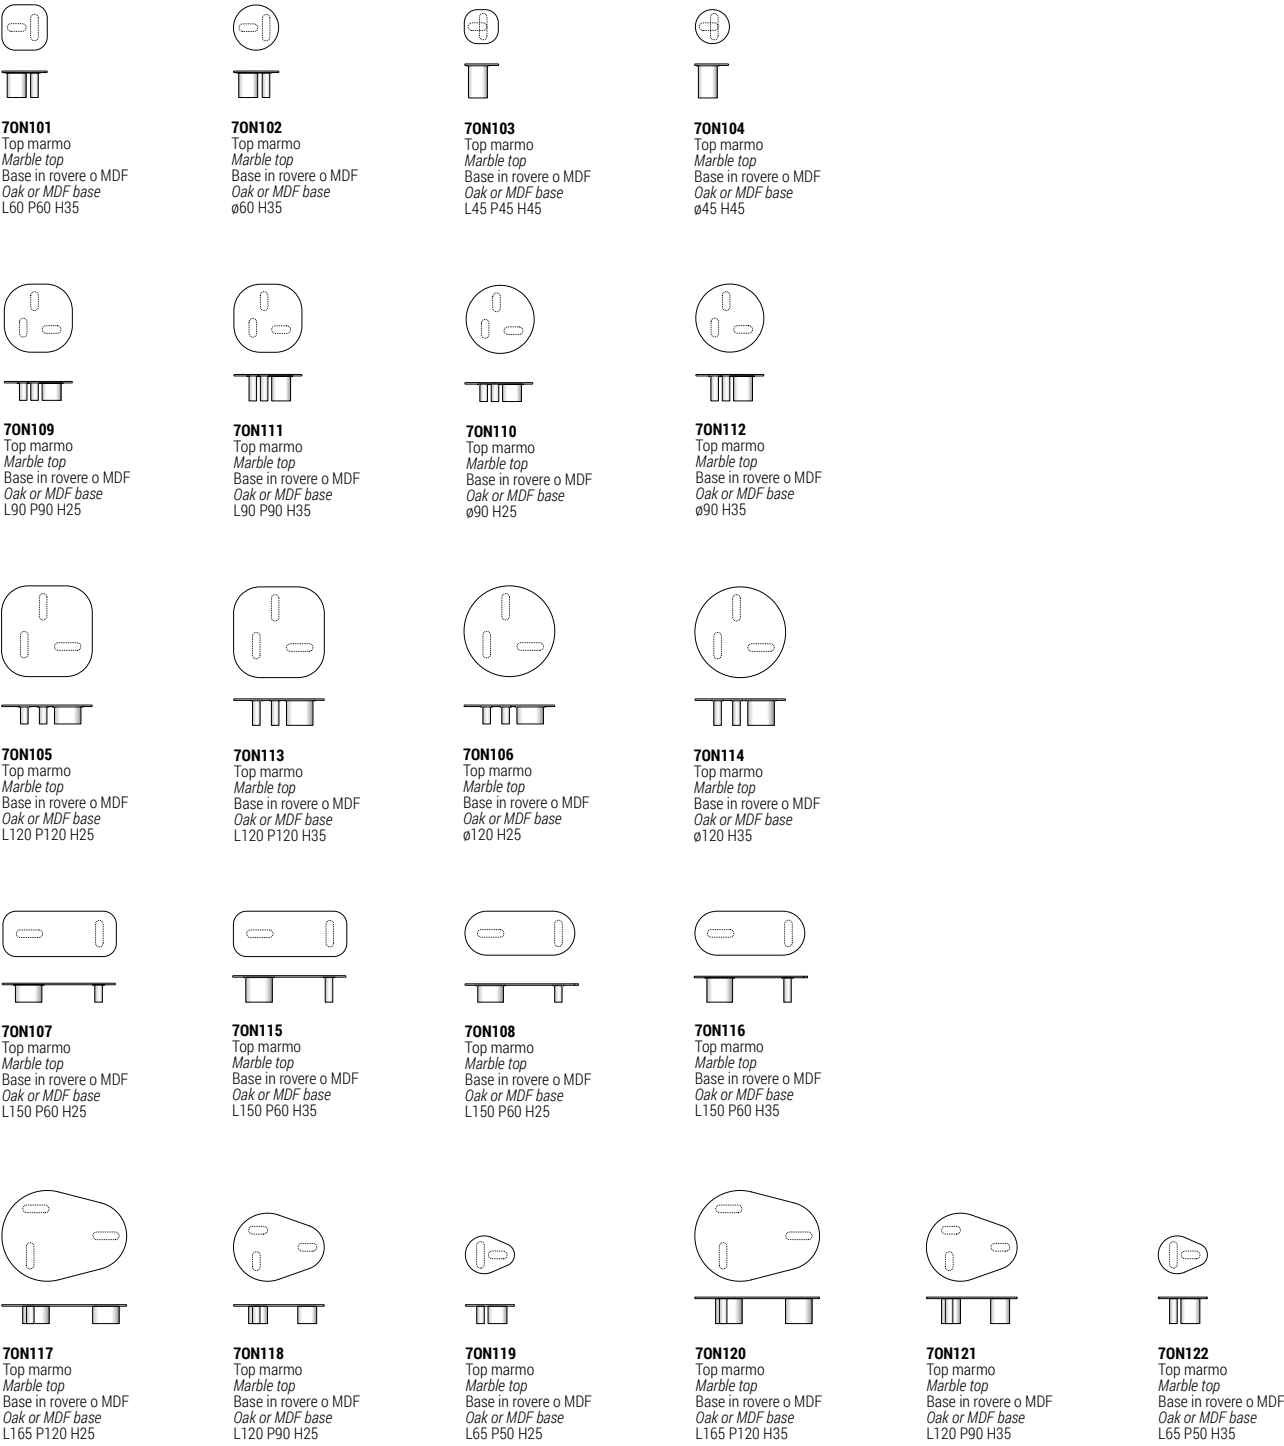 7ON101
Top marmo
Marble top
Base in rovere o MDF
Oak or MDF base
L60 P60 H35
7ON102
Top marmo
Marble top
Base in rovere o MDF
Oak or MDF base
ø60 H35
7ON103
Top marmo
Marble top
Base in rovere o MDF
Oak or MDF base
L45 P45 H45
7ON104
Top marmo
Marble top
Base in rovere o MDF
Oak or MDF base
ø45 H45
7ON109
Top marmo
Marble top
Base in rovere o MDF
Oak or MDF base
L90 P90 H25
7ON111
Top marmo
Marble top
Base in rovere o MDF
Oak or MDF base
L90 P90 H35
7ON110
Top marmo
Marble top
Base in rovere o MDF
Oak or MDF base
ø90 H25
7ON112
Top marmo
Marble top
Base in rovere o MDF
Oak or MDF base
ø90 H35
7ON105
Top marmo
Marble top
Base in rovere o MDF
Oak or MDF base
L120 P120 H25
7ON113
Top marmo
Marble top
Base in rovere o MDF
Oak or MDF base
L120 P120 H35
7ON106
Top marmo
Marble top
Base in rovere o MDF
Oak or MDF base
ø120 H25
7ON114
Top marmo
Marble top
Base in rovere o MDF
Oak or MDF base
ø120 H35
7ON107
Top marmo
Marble top
Base in rovere o MDF
Oak or MDF base
L150 P60 H25
7ON115
Top marmo
Marble top
Base in rovere o MDF
Oak or MDF base
L150 P60 H35
7ON108
Top marmo
Marble top
Base in rovere o MDF
Oak or MDF base
L150 P60 H25
7ON116
Top marmo
Marble top
Base in rovere o MDF
Oak or MDF base
L150 P60 H35
7ON117
Top marmo
Marble top
Base in rovere o MDF
Oak or MDF base
L165 P120 H25
7ON118
Top marmo
Marble top
Base in rovere o MDF
Oak or MDF base
L120 P90 H25
7ON119
Top marmo
Marble top
Base in rovere o MDF
Oak or MDF base
L65 P50 H25
7ON120
Top marmo
Marble top
Base in rovere o MDF
Oak or MDF base
L165 P120 H35
7ON121
Top marmo
Marble top
Base in rovere o MDF
Oak or MDF base
L120 P90 H35
7ON122
Top marmo
Marble top
Base in rovere o MDF
Oak or MDF base
L65 P50 H35